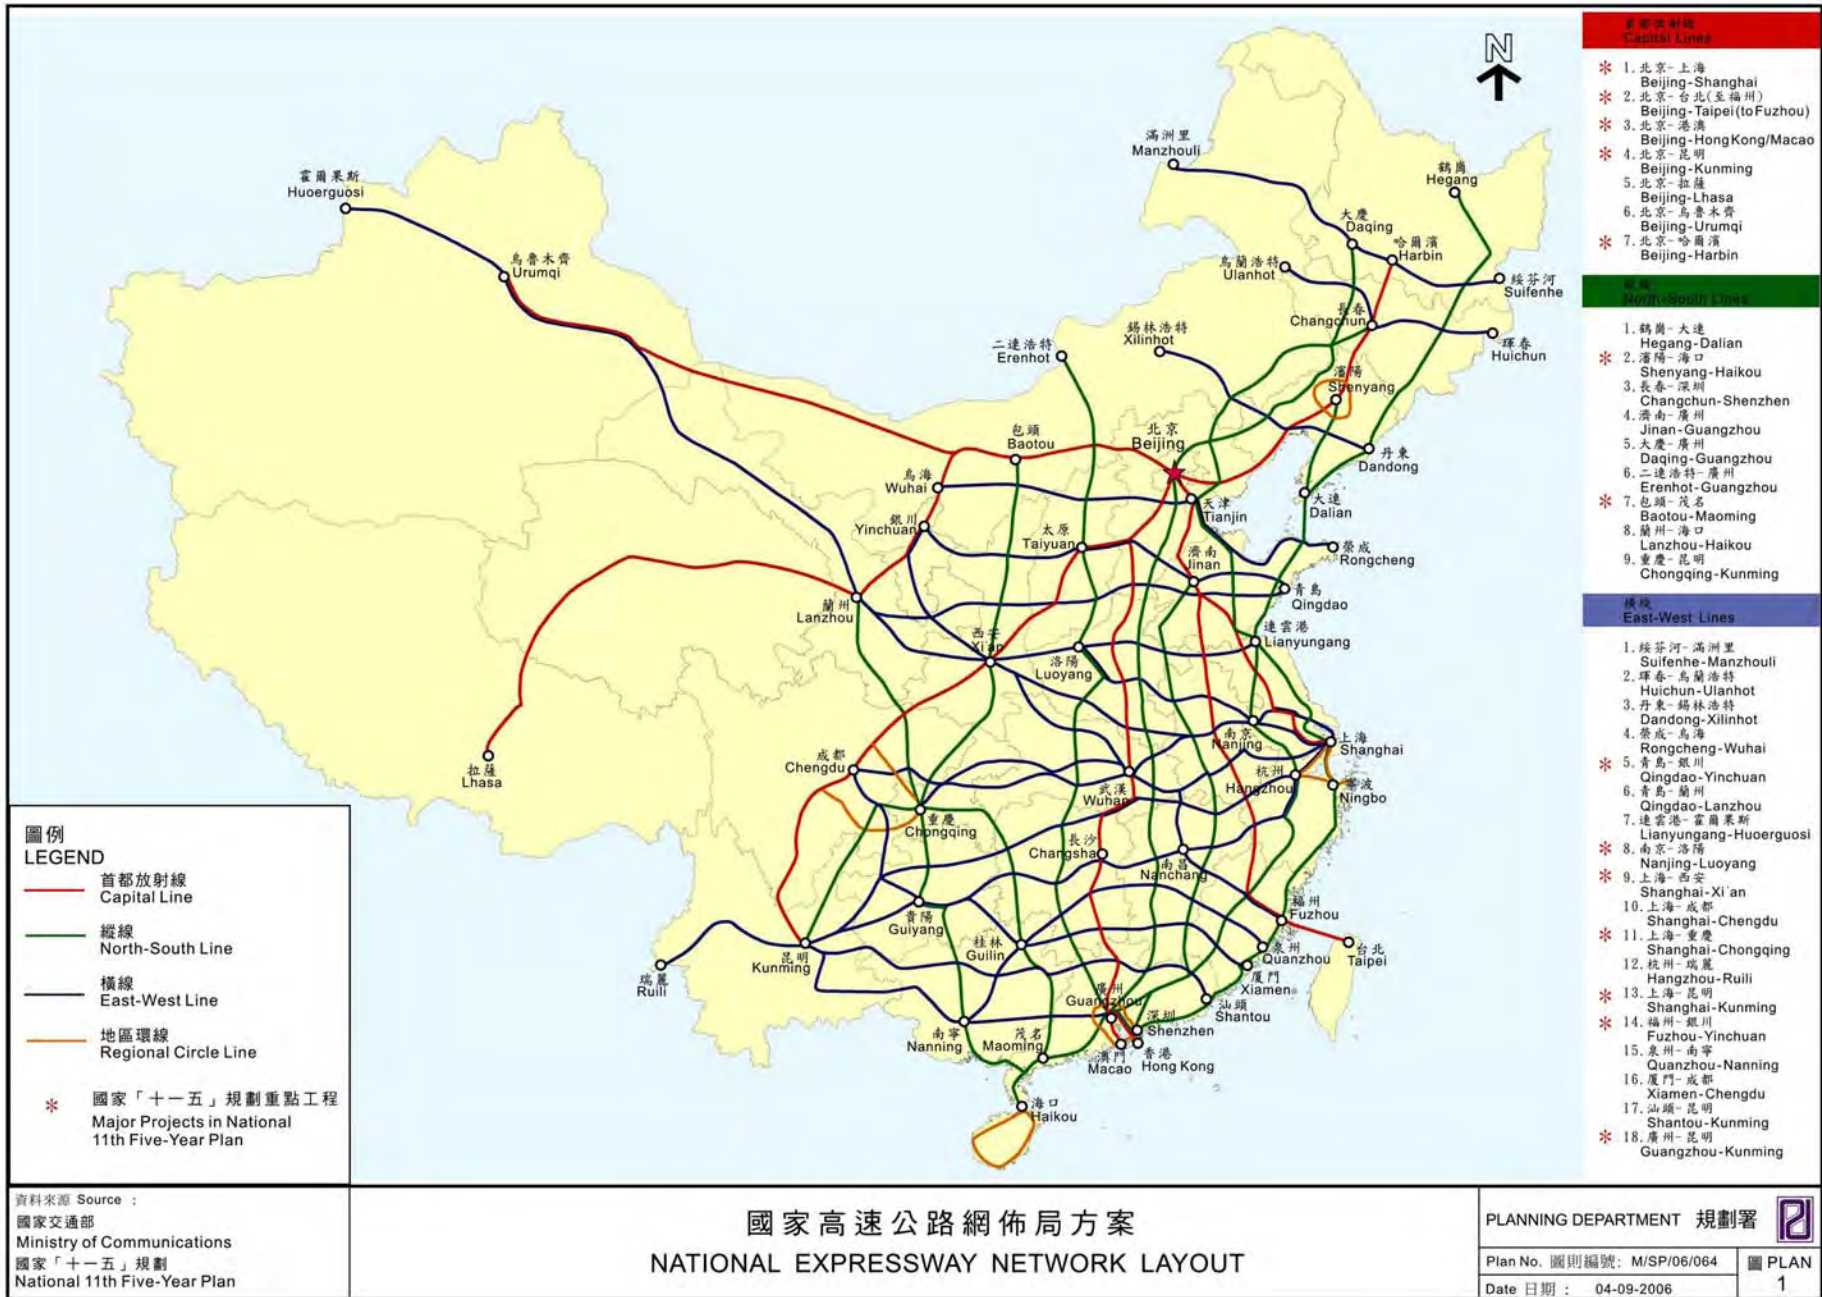 霍爾果斯
Huoerguosi
烏魯木齊
Urumqi
滿洲里
Manzhouli
鶴崗
Hegang
大慶
Daqing
哈爾濱
Harbin
烏蘭浩特
Ulanhot
綏芬河
Suifenhe
長春
Changchun
琿春
Huichun
錫林浩特
Xilinhot
二連浩特
Erenhot
瀋陽
Shenyang
包頭
Baotou
北京
Beijing
丹東
Dandong
烏海
Wuhai
天津
Tianjin
大連
Dalian
銀川
Yinchuan
太原
Taiyuan
榮成
Rongcheng
濟南
Jinan
青島
Qingdao
蘭州
Lanzhou
西安
Xi'an
洛陽
Luoyang
連雲港
Lianyungang
拉薩
Lhasa
成都
Chengdu
南京
Nanjing
上海
Shanghai
杭州
Hangzhou
寧波
Ningbo
武漢
Wuhan
重慶
Chongqing
長沙
Changsha
南昌
Nanchang
貴陽
Guiyang
福州
Fuzhou
台北
Taipei
昆明
Kunming
桂林
Guilin
泉州
Quanzhou
廈門
Xiamen
瑞麗
Ruili
廣州
Guangzhou
汕頭
Shantou
深圳
Shenzhen
南寧
Nanning
茂名
Maoming
澳門
Macao
香港
Hong Kong
海口
Haikou
N
首都放射線
Capital Lines
* 1. 北京-上海
Beijing-Shanghai
* 2. 北京-台北(至福州)
Beijing-Taipei(to Fuzhou)
* 3. 北京-港澳
Beijing-HongKong/Macao
* 4. 北京-昆明
Beijing-Kunming
5. 北京-拉薩
Beijing-Lhasa
6. 北京-烏魯木齊
Beijing-Urumqi
* 7. 北京-哈爾濱
Beijing-Harbin
縱線
North-South Lines
1. 鶴崗-大連
Hegang-Dalian
* 2. 瀋陽-海口
Shenyang-Haikou
3. 長春-深圳
Changchun-Shenzhen
4. 濟南-廣州
Jinan-Guangzhou
5. 大慶-廣州
Daqing-Guangzhou
6. 二連浩特-廣州
Erenhot-Guangzhou
* 7. 包頭-茂名
Baotou-Maoming
8. 蘭州-海口
Lanzhou-Haikou
9. 重慶-昆明
Chongqing-Kunming
橫線
East-West Lines
1. 綏芬河-滿洲里
Suifenhe-Manzhouli
2. 琿春-烏蘭浩特
Huichun-Ulanhot
3. 丹東-錫林浩特
Dandong-Xilinhot
4. 榮成-烏海
Rongcheng-Wuhai
* 5. 青島-銀川
Qingdao-Yinchuan
6. 青島-蘭州
Qingdao-Lanzhou
7. 連雲港-霍爾果斯
Lianyungang-Huoerguosi
* 8. 南京-洛陽
Nanjing-Luoyang
* 9. 上海-西安
Shanghai-Xi'an
10. 上海-成都
Shanghai-Chengdu
* 11. 上海-重慶
Shanghai-Chongqing
12. 杭州-瑞麗
Hangzhou-Ruili
* 13. 上海-昆明
Shanghai-Kunming
* 14. 福州-銀川
Fuzhou-Yinchuan
15. 泉州-南寧
Quanzhou-Nanning
16. 廈門-成都
Xiamen-Chengdu
17. 汕頭-昆明
Shantou-Kunming
* 18. 廣州-昆明
Guangzhou-Kunming
圖例
LEGEND
首都放射線
Capital Line
縱線
North-South Line
橫線
East-West Line
地區環線
Regional Circle Line
* 國家「十一五」規劃重點工程
Major Projects in National
11th Five-Year Plan
資料來源 Source :
國家交通部
Ministry of Communications
國家「十一五」規劃
National 11th Five-Year Plan
國家高速公路網佈局方案
NATIONAL EXPRESSWAY NETWORK LAYOUT
PLANNING DEPARTMENT 規劃署
Plan No. 圖則編號: M/SP/06/064
Date 日期 : 04-09-2006
圖 PLAN
1